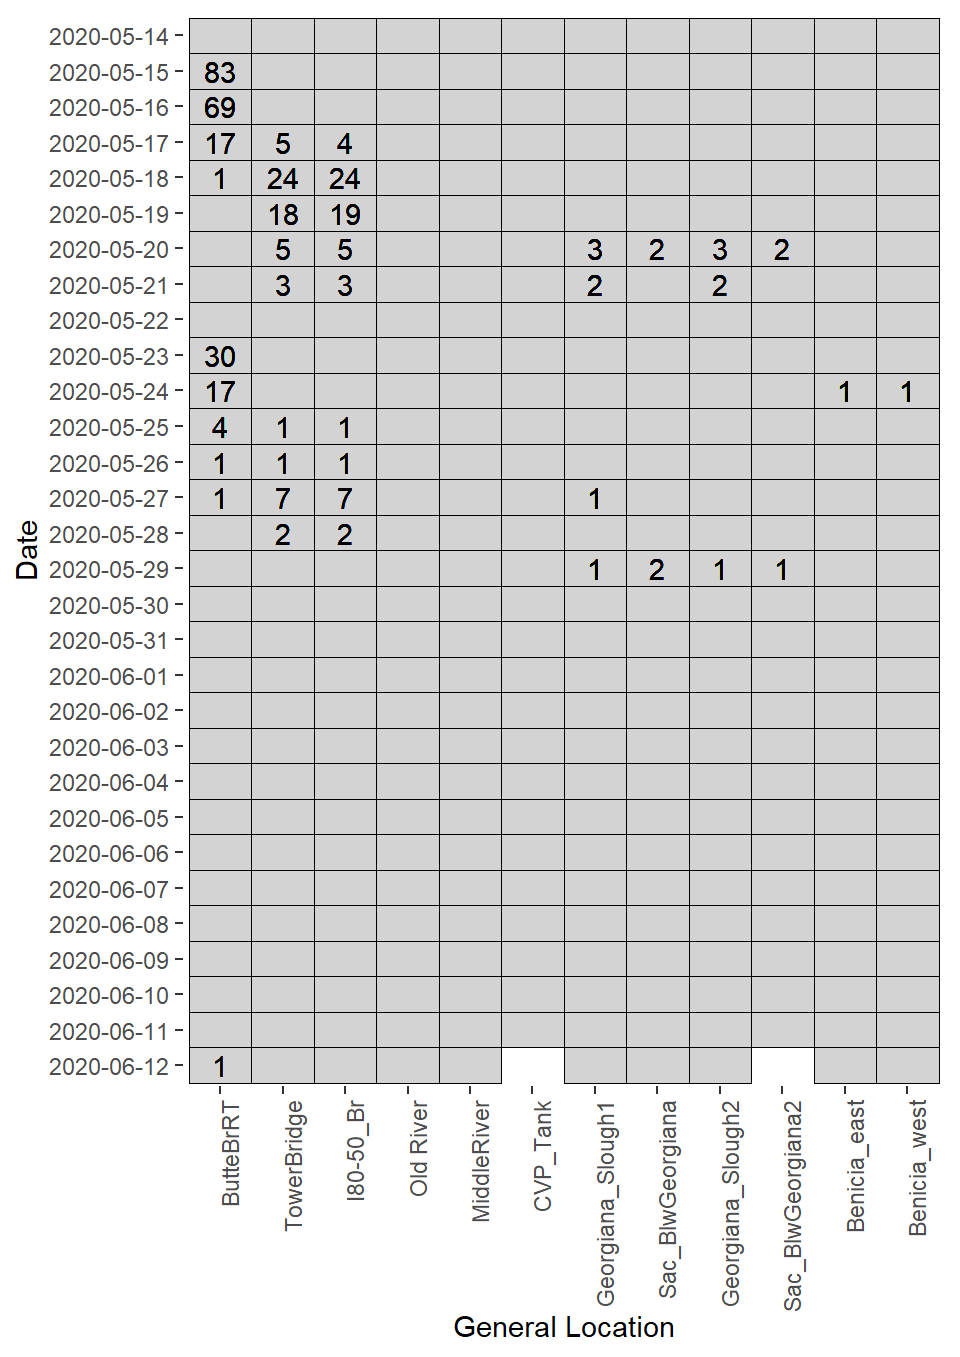 2020-05-14
2020-05-15 83
2020-05-16 69
2020-05-17 17 5 4
2020-05-18 1 24 24
2020-05-19 18 19
2020-05-20 5 5 3 2 3 2
2020-05-21 3 3 2 2
2020-05-22
2020-05-23 30
2020-05-24 17 1 1
2020-05-25 4 1 1
2020-05-26 1 1 1
2020-05-27 1 7 7 1
2020-05-28 2 2
2020-05-29 1 2 1 1
2020-05-30
2020-05-31
2020-06-01
2020-06-02
2020-06-03
2020-06-04
2020-06-05
2020-06-06
2020-06-07
2020-06-08
2020-06-09
2020-06-10
2020-06-11
2020-06-12 1
Date
ButteBrRT
TowerBridge
I80-50_Br
Old River
MiddleRiver
CVP_Tank
Georgiana_Slough1
Sac_BlwGeorgiana
Georgiana_Slough2
Sac_BlwGeorgiana2
Benicia_east
Benicia_west
General Location